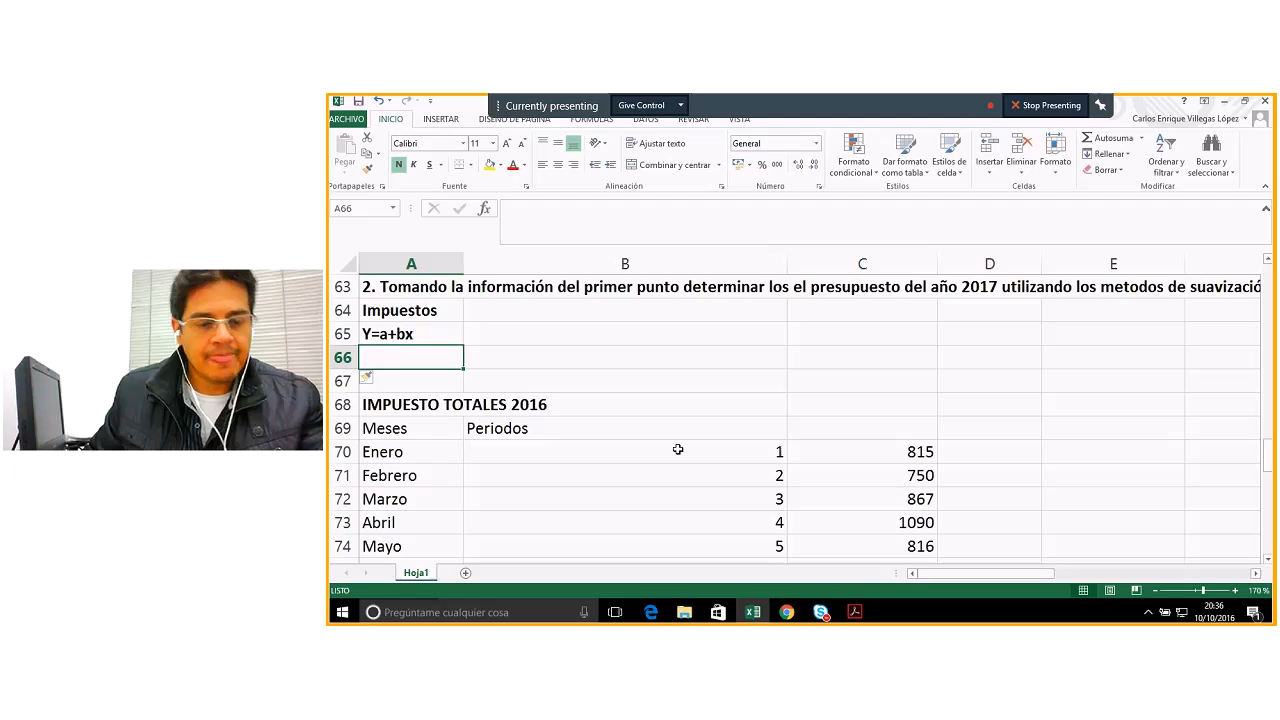 Currently presenting
Give Control
Stop Presenting
?
ARCHIVO INICIO INSERTAR DISEÑO DE PÁGINA FÓRMULAS DATOS REVISAR VISTA
Carlos Enrique Villegas López
Pegar
Calibri 11
N K S
Ajustar texto
Combinar y centrar
General
% 000
Formato condicional
Dar formato como tabla
Estilos de celda
Insertar
Eliminar
Formato
Autosuma
Rellenar
Borrar
Ordenar y filtrar
Buscar y seleccionar
Portapapeles Fuente Alineación Número Estilos Celdas Modificar
A66 fx
A B C D E
63 2. Tomando la información del primer punto determinar los el presupuesto del año 2017 utilizando los metodos de suavizació
64 Impuestos
65 Y=a+bx
66
67
68 IMPUESTO TOTALES 2016
69 Meses Periodos
70 Enero 1 815
71 Febrero 2 750
72 Marzo 3 867
73 Abril 4 1090
74 Mayo 5 816
Hoja1
LISTO
170 %
Pregúntame cualquier cosa
20:36
10/10/2016